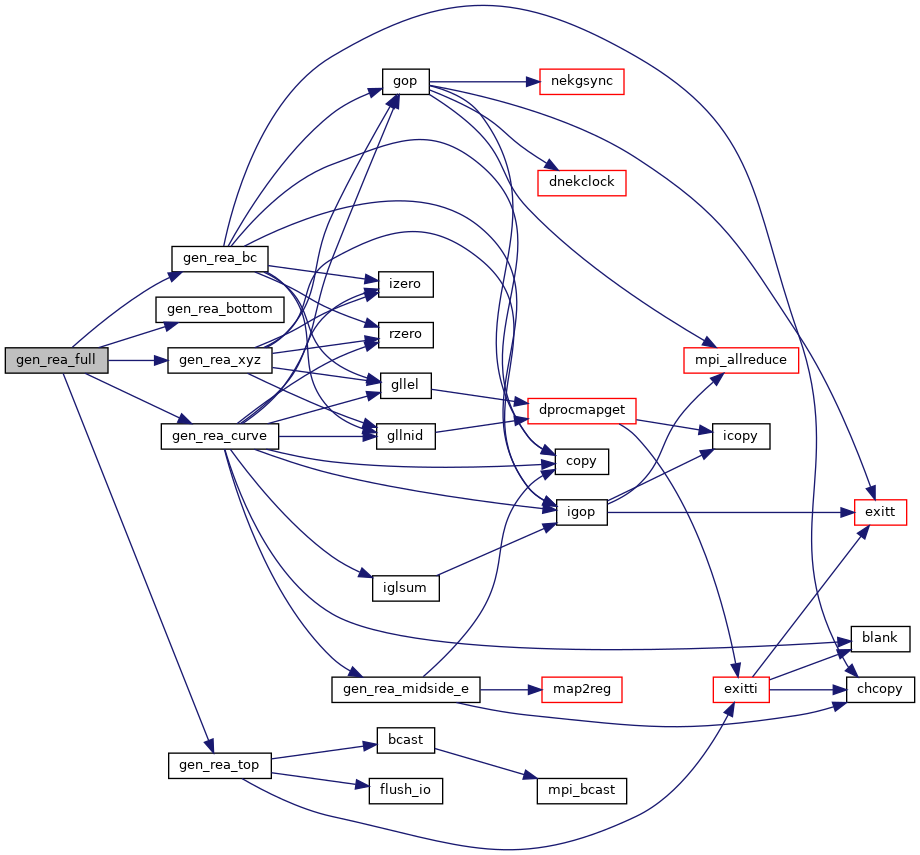 gop
nekgsync
dnekclock
gen_rea_bc
izero
gen_rea_bottom
rzero
gen_rea_full
gen_rea_xyz
mpi_allreduce
gllel
dprocmapget
gen_rea_curve
gllnid
icopy
copy
igop
exitt
iglsum
blank
gen_rea_midside_e
map2reg
exitti
chcopy
bcast
gen_rea_top
flush_io
mpi_bcast